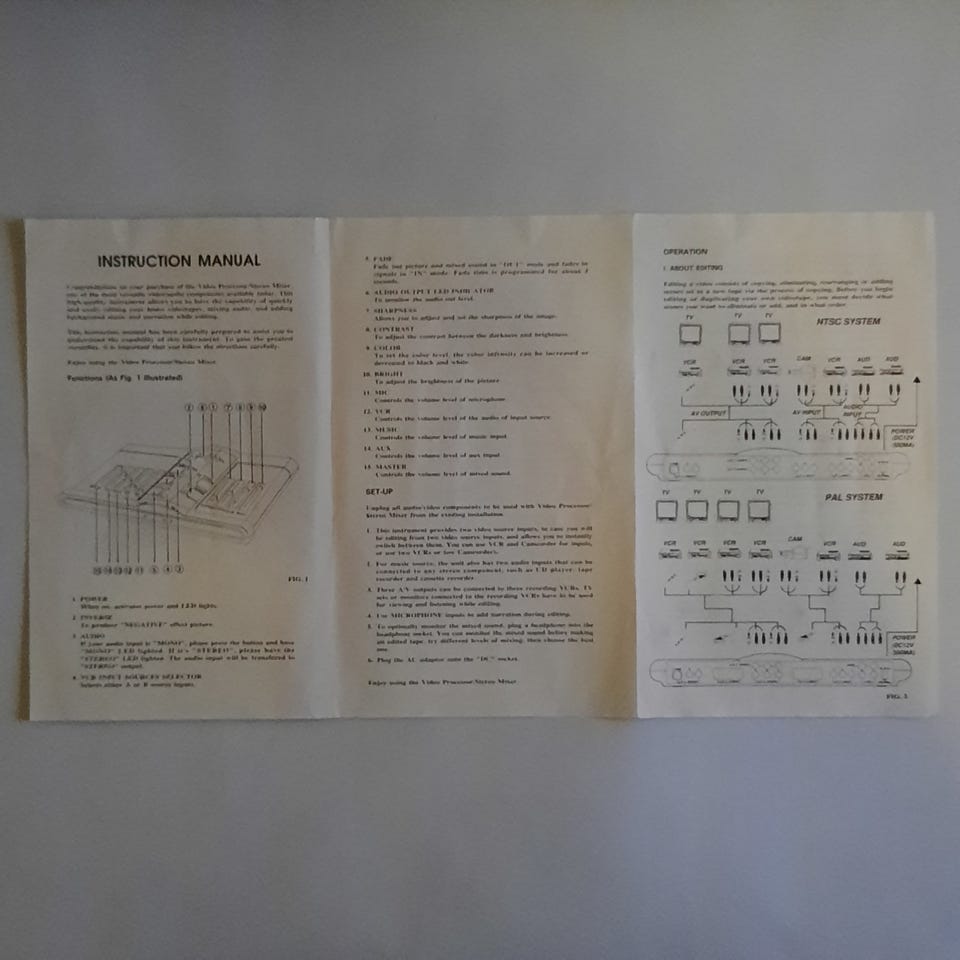 INSTRUCTION MANUAL
Congratulations on your purchase of the Video Processor/Stereo Mixer,
one of the most versatile video/audio components available today. This
high quality instrument allows you to have the capability of quickly
and easily editing your home videotapes, mixing audio, and adding
background music and narration while editing.
This instruction manual has been carefully prepared to assist you to
understand the capability of this instrument. To gain the greatest
it is important that you follow the directions carefully.
Enjoy using the Video Processor/Stereo Mixer
Functions (As Fig. 1 illustrated)
FIG. 1
1. POWER
When on, activates power and LED lights.
2. INVERSE
To produce "NEGATIVE" effect picture.
3. AUDIO
If your audio input is "MONO", please press the button and have
"MONO" LED lighted. If it's "STEREO", please have the
"STEREO" LED lighted. The audio input will be transferred to
"STEREO" output.
4. VCR INPUT SOURCES SELECTOR
Selects either A or B source inputs.
5. FADE
Fade out picture and mixed sound in "OUT" mode and fades in
signals in "IN" mode. Fade time is programmed for about
seconds.
6. AUDIO OUTPUT LED INDICATOR
To monitor the audio out level.
7. SHARPNESS
Allows you to adjust and set the sharpness of the image.
8. CONTRAST
To adjust the contrast between the darkness and brightness.
9. COLOR
To set the color level, the color intensity can be increased or
decreased to black and white.
10. BRIGHT
To adjust the brightness of the picture.
11. MIC
Controls the volume level of microphone.
12. VCR
Controls the volume level of the audio of input source.
13. MUSIC
Controls the volume level of music input.
14. AUX
Controls the volume level of aux input.
15. MASTER
Controls the volume level of mixed sound.
SET-UP
Unplug all audio/video components to be used with Video Processor/
Stereo Mixer from the existing installation.
1. This instrument provides two video source inputs, in case you will
be editing from two video source inputs, and allows you to instantly
switch between them. You can use VCR and Camcorder for inputs,
or use two VCRs or two Camcorders).
2. For music source, the unit also has two audio inputs that can be
connected to any stereo component, such as CD player, tape
recorder and cassette recorder.
3. These A/V outputs can be connected to three recording VCRs. TV
sets or monitors connected to the recording VCRs have to be used
for viewing and listening while editing.
4. Use MICROPHONE inputs to add narration during editing.
5. To optionally monitor the mixed sound, plug a headphone into the
headphone socket. You can monitor the mixed sound before making
an edited tape, try different levels of mixing, then choose the best
one.
6. Plug the AC adaptor onto the "DC" socket.
Enjoy using the Video Processor/Stereo Mixer
OPERATION
1. ABOUT EDITING
Editing a video consists of copying, eliminating, rearranging or adding
scenes on to a new tape via the process of copying. Before you begin
editing or duplicating your own videotape, you must decide what
scenes you want to eliminate or add, and in what order.
TV TV TV NTSC SYSTEM
VCR VCR VCR CAM VCR AUD AUD
AV OUTPUT AV INPUT AUDIO INPUT
POWER
(DC12V
500MA)
TV TV TV TV PAL SYSTEM
VCR VCR VCR VCR CAM VCR AUD AUD
POWER
(DC12V
500MA)